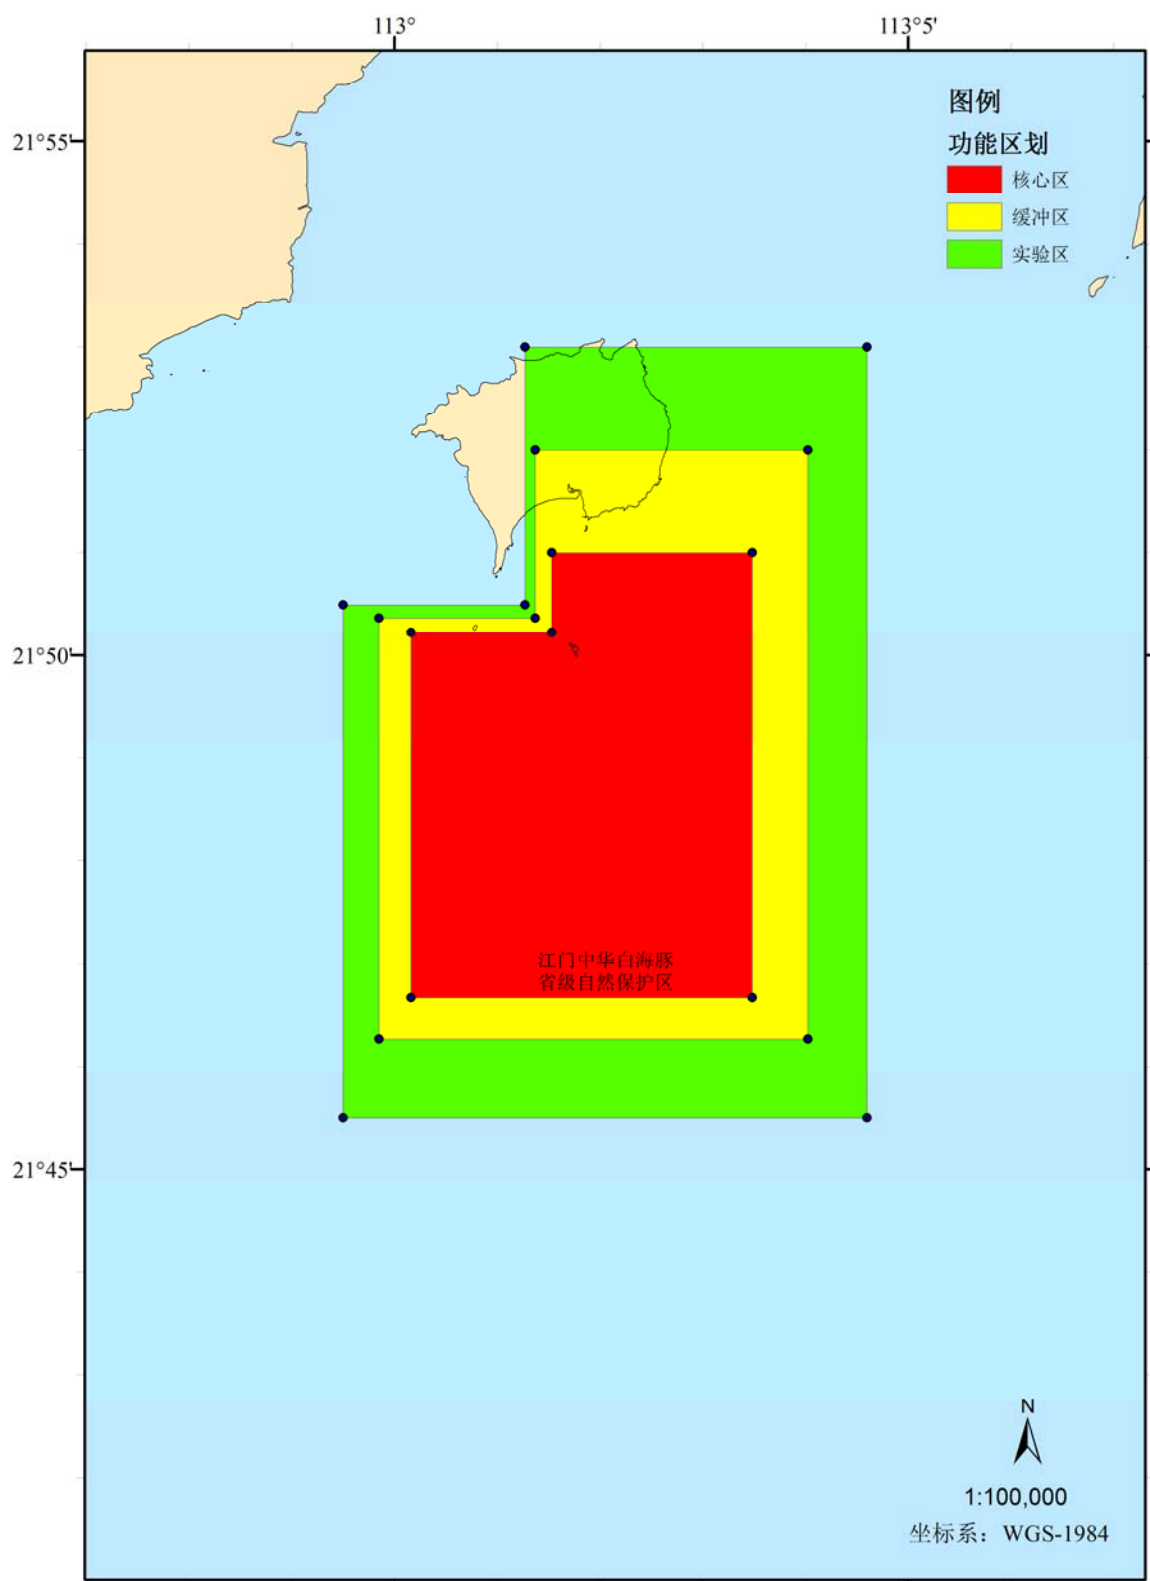 113°
113°5'
21°55'
图例
功能区划
核心区
缓冲区
实验区
21°50'
江门中华白海豚
省级自然保护区
21°45'
N
1:100,000
坐标系：WGS-1984